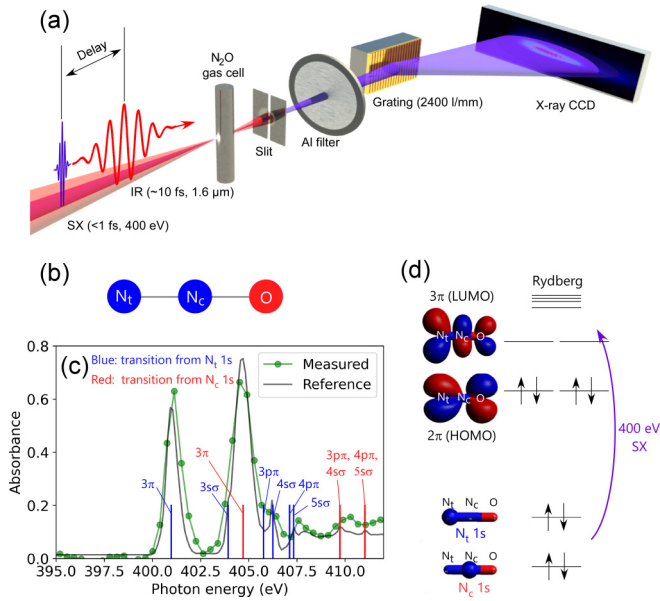 (a)
Delay
N₂O
gas cell
Slit
Al filter
Grating (2400 l/mm)
X-ray CCD
IR (~10 fs, 1.6 μm)
SX (<1 fs, 400 eV)
(b)
Nt
Nc
O
(c)
Blue: transition from Nt 1s
Red: transition from Nc 1s
Measured
Reference
3π
3sσ
3π
3pπ
4sσ
4pπ
5sσ
3pπ, 4pπ,
4sσ 5sσ
Absorbance
0.8
0.6
0.4
0.2
0.0
395.0
397.5
400.0
402.5
405.0
407.5
410.0
Photon energy (eV)
(d)
Rydberg
3π (LUMO)
Nt Nc O
Nt Nc O
2π (HOMO)
400 eV
SX
Nt Nc O
Nt 1s
Nt Nc O
Nc 1s